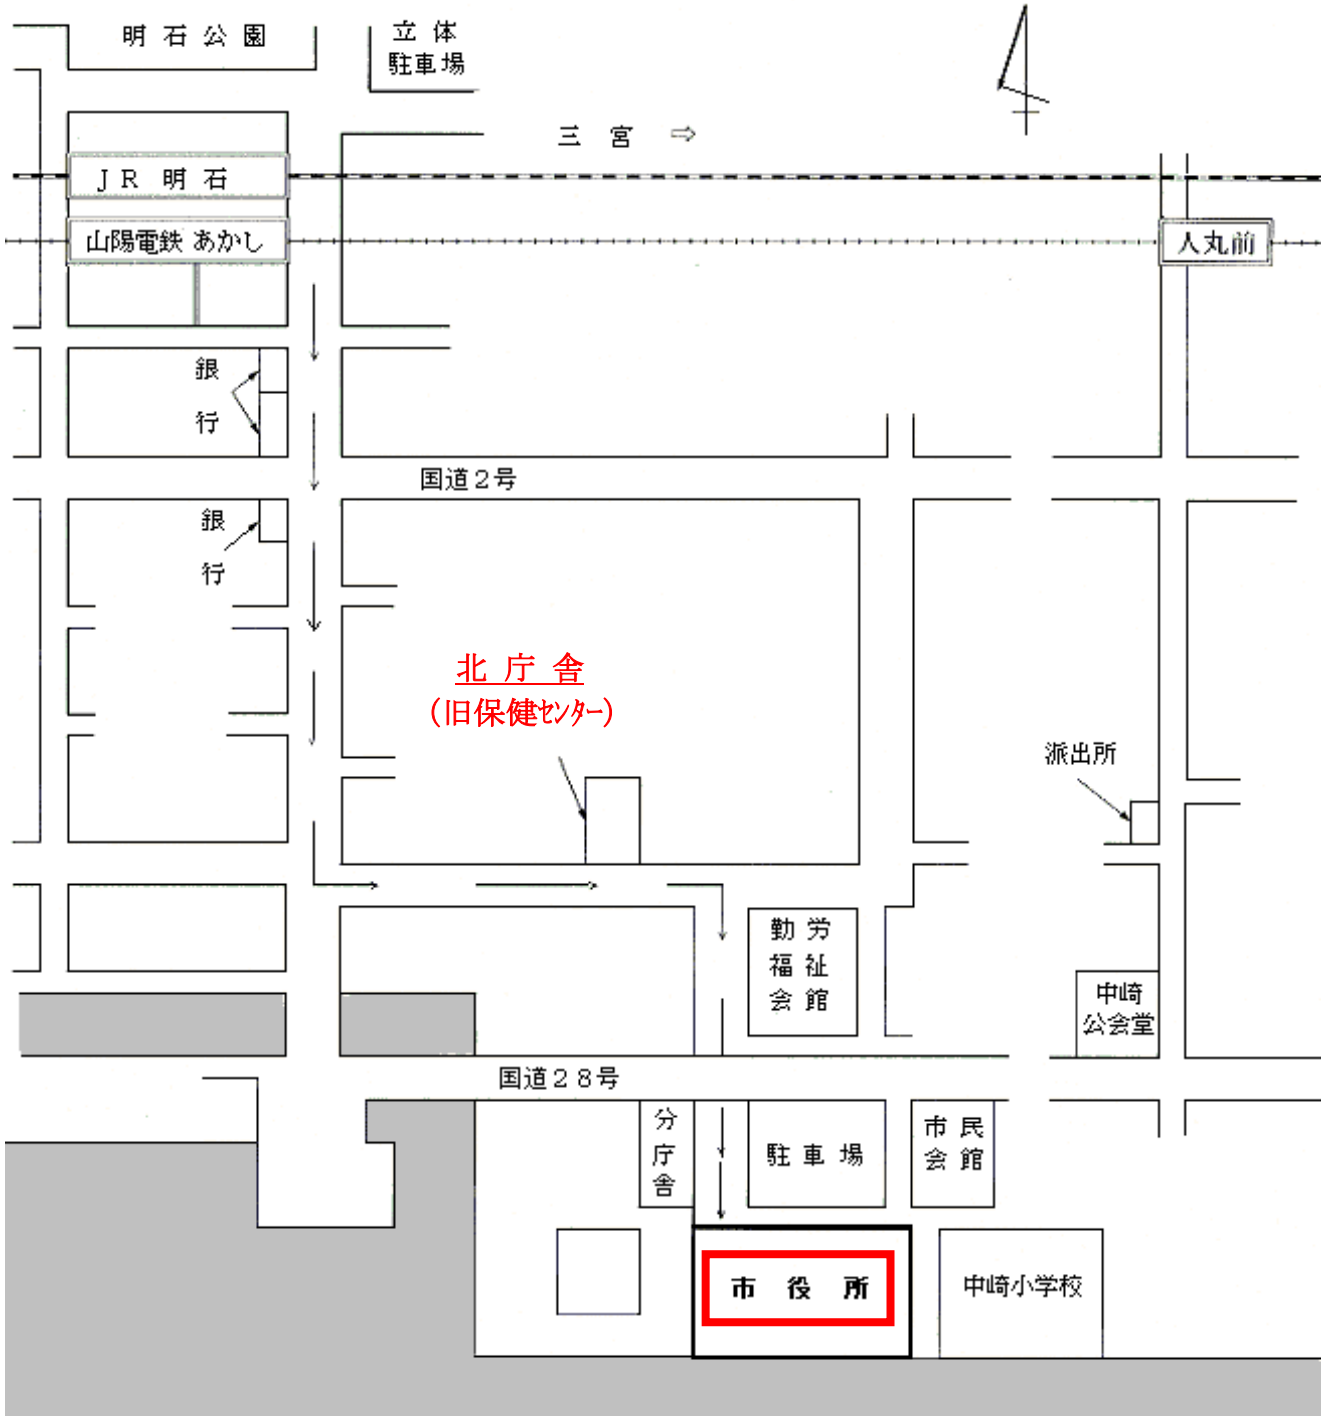 明石公園
立体
駐車場
三宮 ⇨
JR 明石
山陽電鉄 あかし
人丸前
銀
行
国道2号
銀
行
北庁舎
(旧保健センター)
派出所
勤労
福祉
会館
中崎
公会堂
国道28号
分
庁
舎
駐車場
市民
会館
市役所
中崎小学校